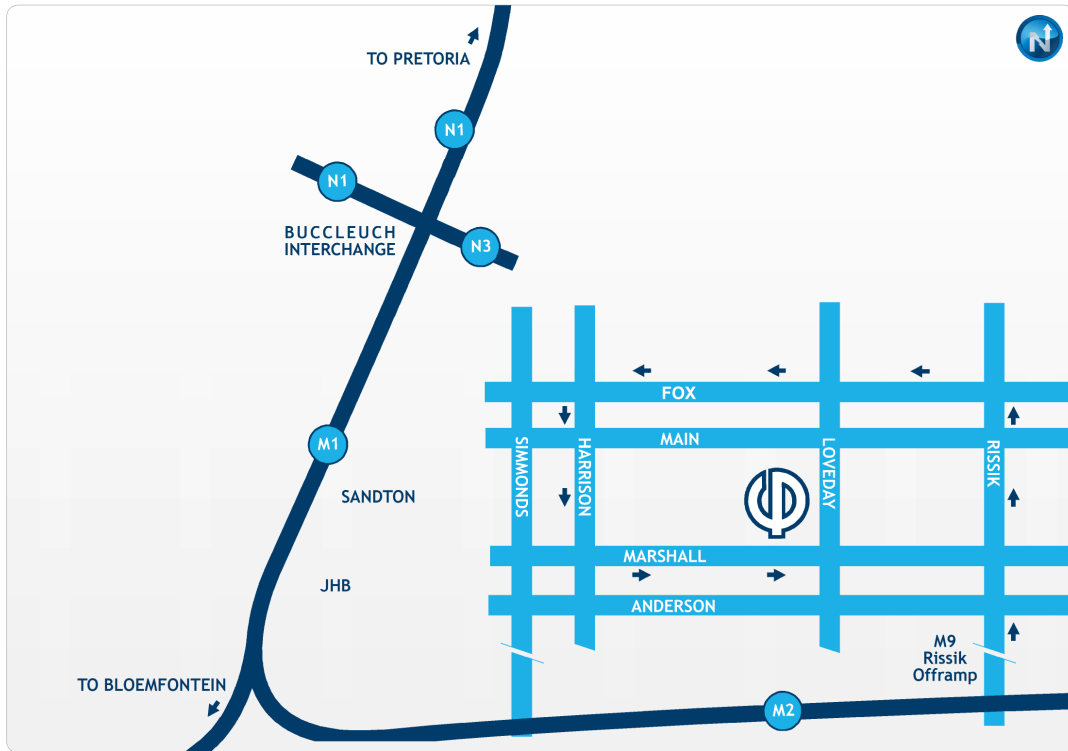 N
TO PRETORIA
N1
N1
BUCCLEUCH
INTERCHANGE
N3
FOX
MAIN
M1
SIMMONDS
HARRISON
LOVEDAY
RISSIK
SANDTON
MARSHALL
JHB
ANDERSON
M9
Rissik
Offramp
TO BLOEMFONTEIN
M2